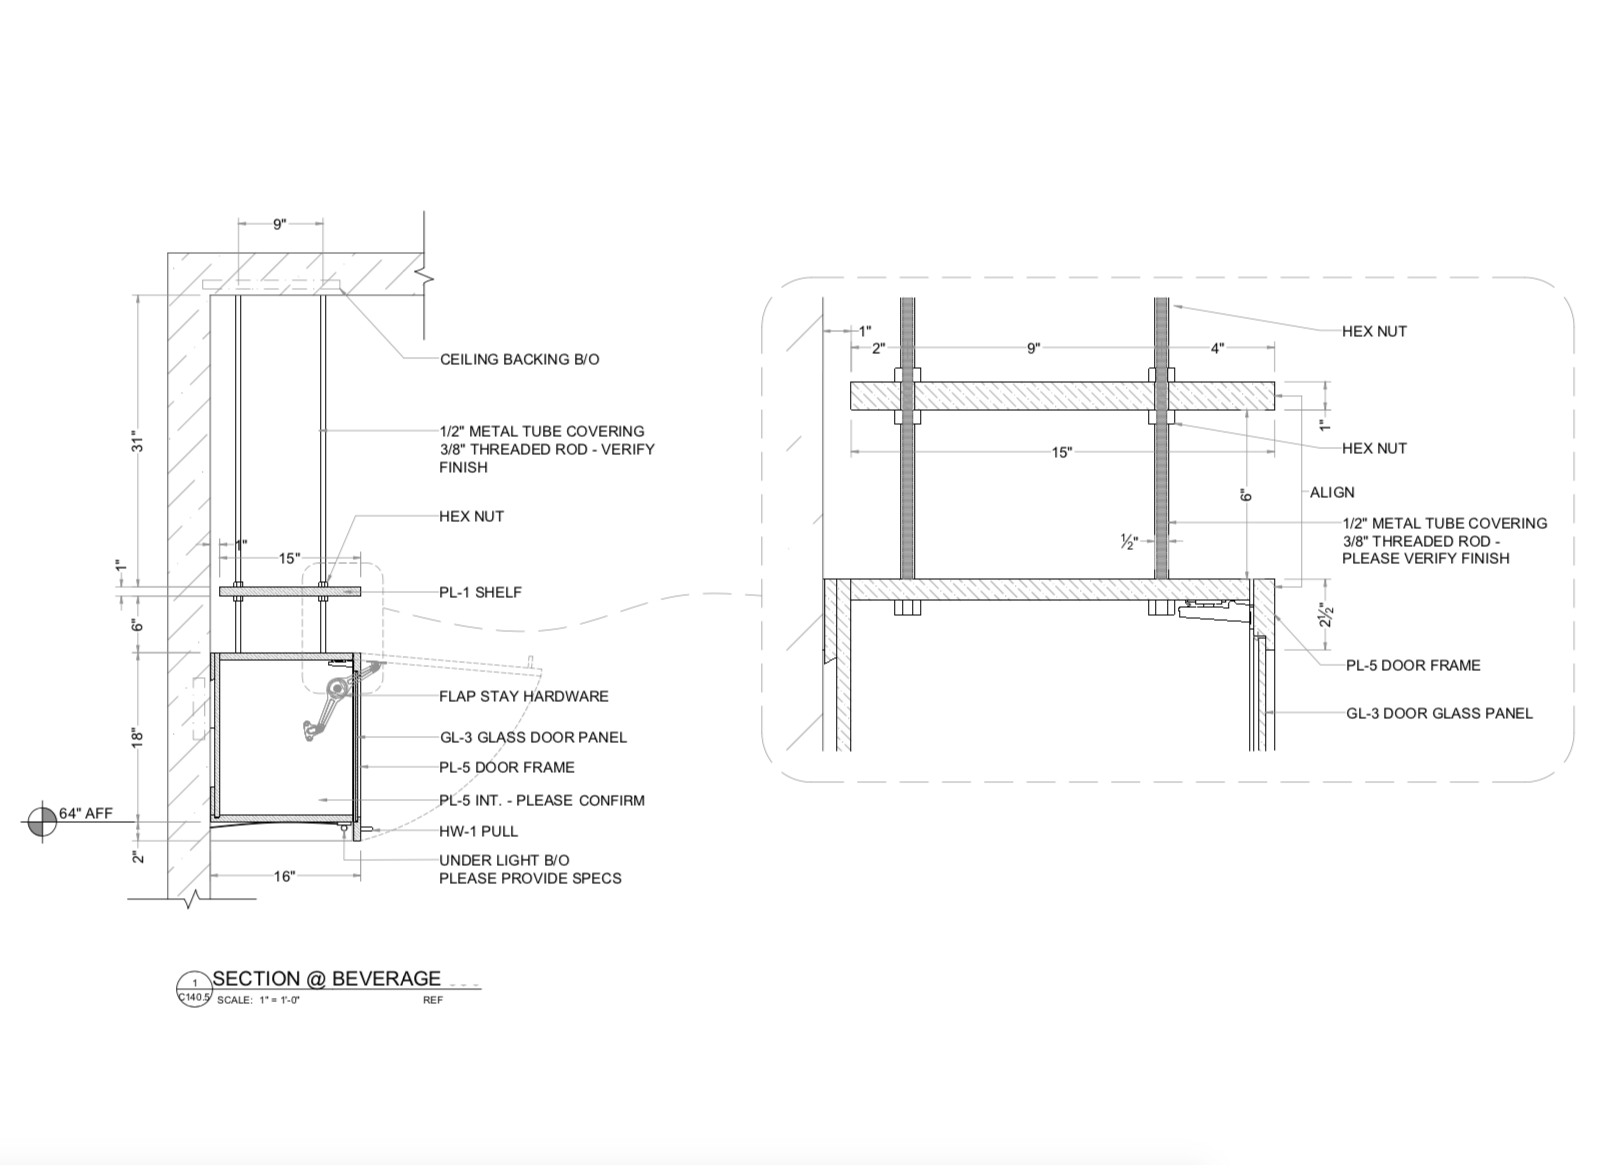 9"
CEILING BACKING B/O
31"
1/2" METAL TUBE COVERING
3/8" THREADED ROD - VERIFY
FINISH
HEX NUT
1"
15"
1"
PL-1 SHELF
6"
FLAP STAY HARDWARE
18"
GL-3 GLASS DOOR PANEL
PL-5 DOOR FRAME
PL-5 INT. - PLEASE CONFIRM
64" AFF
HW-1 PULL
2"
UNDER LIGHT B/O
PLEASE PROVIDE SPECS
16"
1
C140.5
SECTION @ BEVERAGE
SCALE: 1" = 1'-0"
REF
1"
HEX NUT
2"
9"
4"
1"
HEX NUT
15"
6"
ALIGN
1/2" METAL TUBE COVERING
3/8" THREADED ROD -
PLEASE VERIFY FINISH
½"
2½"
PL-5 DOOR FRAME
GL-3 DOOR GLASS PANEL